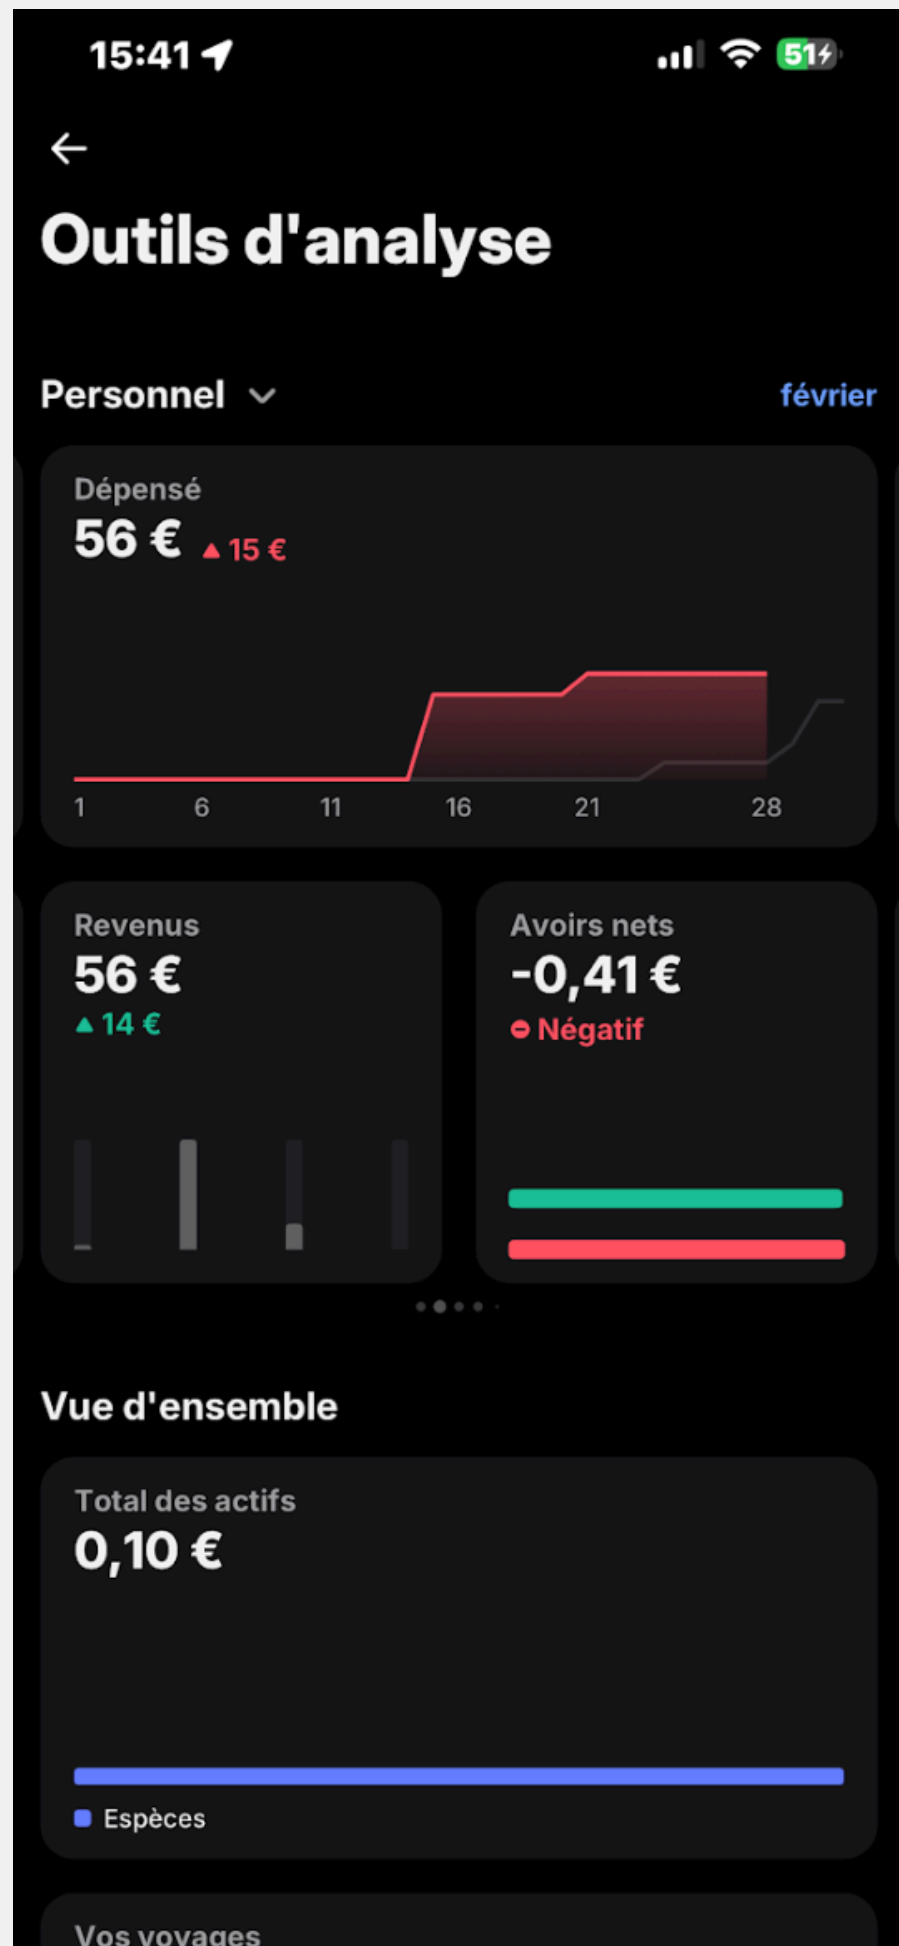 15:41
51
Outils d'analyse
Personnel
février
Dépensé
56 € ▲ 15 €
1 6 11 16 21 28
Revenus
56 €
▲ 14 €
Avoirs nets
-0,41 €
Négatif
Vue d'ensemble
Total des actifs
0,10 €
Espèces
Vos voyages